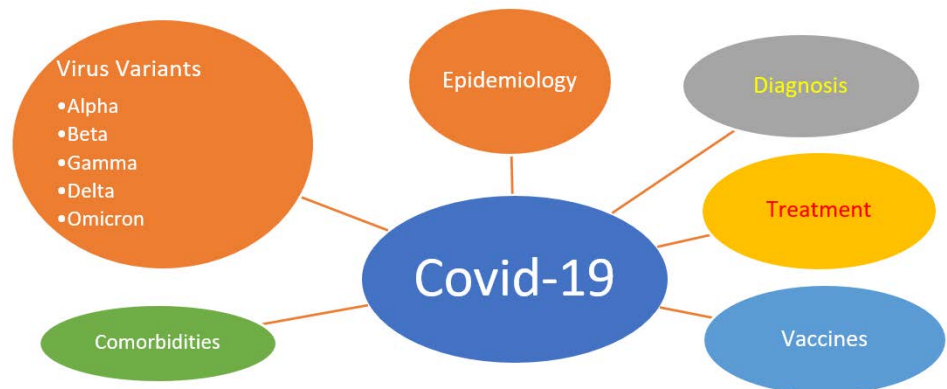 Virus Variants
•Alpha
•Beta
•Gamma
•Delta
•Omicron
Epidemiology
Diagnosis
Treatment
Covid-19
Comorbidities
Vaccines